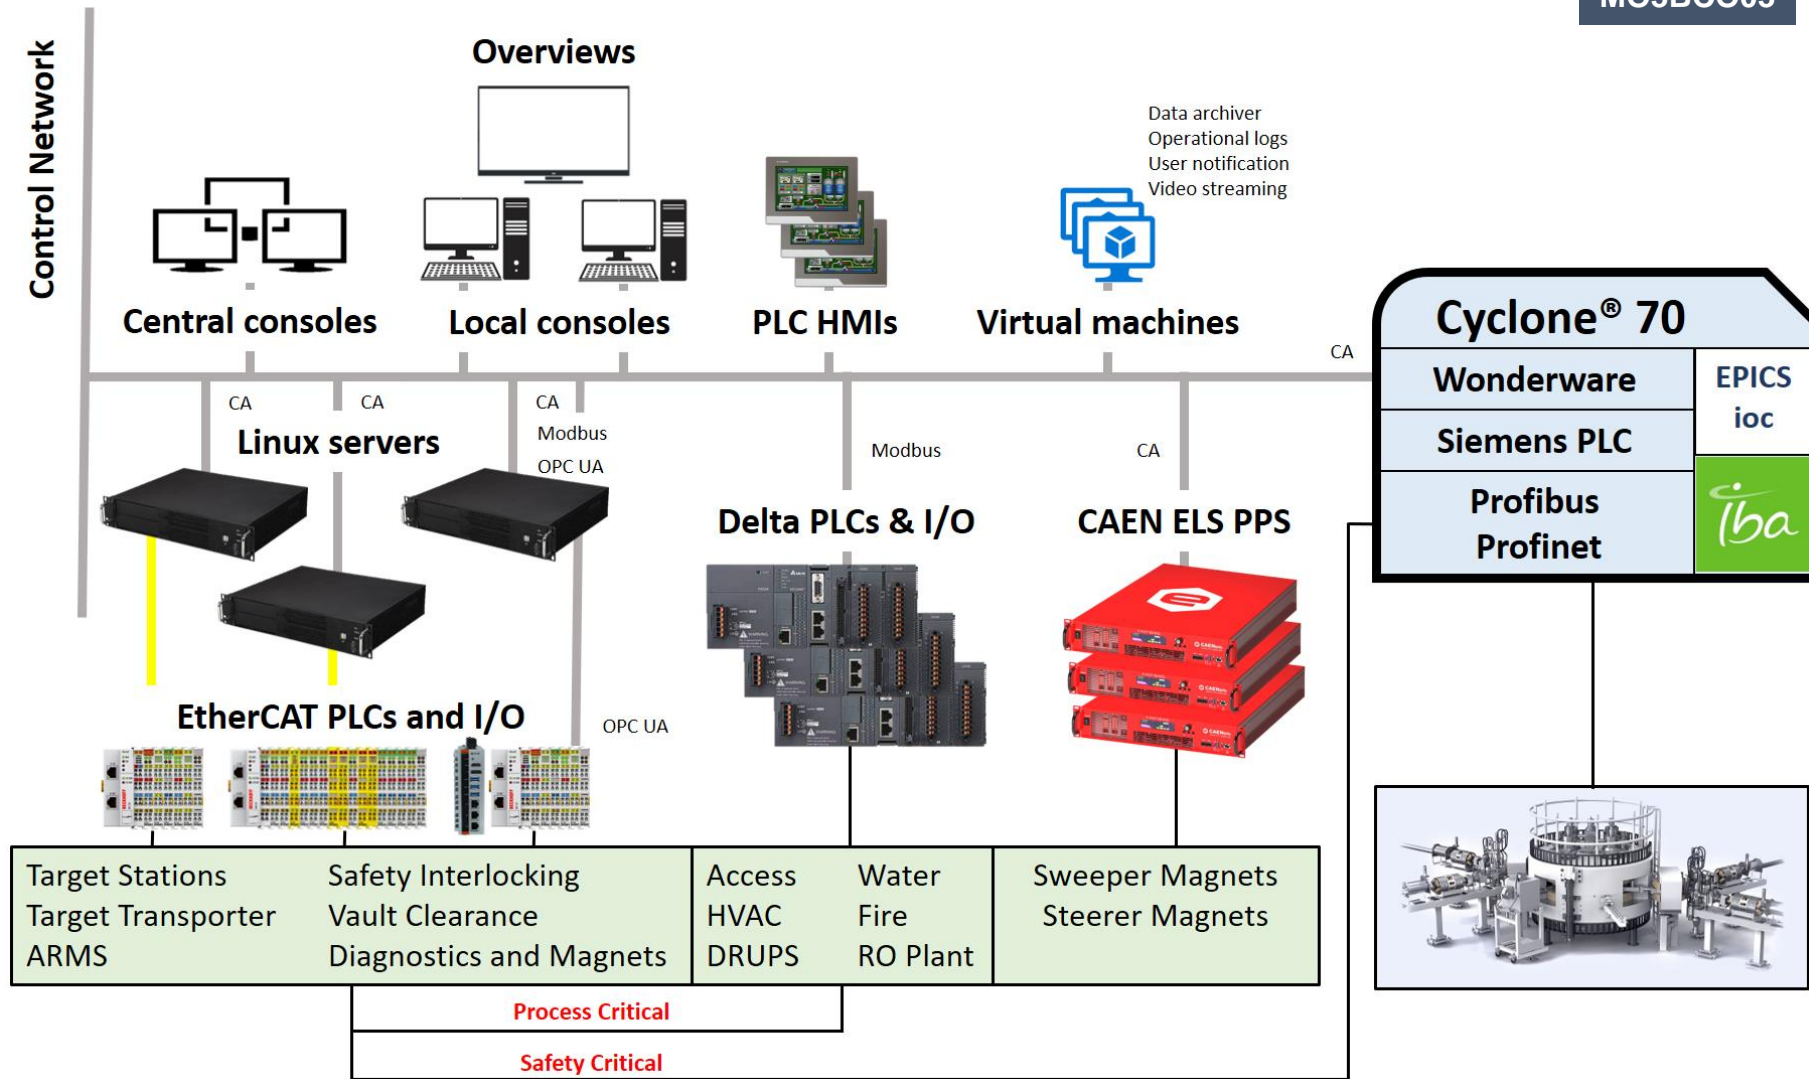 Control Network
Overviews
Data archiver
Operational logs
User notification
Video streaming
Central consoles
Local consoles
PLC HMIs
Virtual machines
CA
Cyclone® 70
Wonderware
EPICS
ioc
Siemens PLC
Profibus
Profinet
iba
CA
CA
CA
Modbus
OPC UA
Linux servers
Modbus
CA
Delta PLCs & I/O
CAEN ELS PPS
EtherCAT PLCs and I/O
OPC UA
Target Stations
Target Transporter
ARMS
Safety Interlocking
Vault Clearance
Diagnostics and Magnets
Access
HVAC
DRUPS
Water
Fire
RO Plant
Sweeper Magnets
Steerer Magnets
Process Critical
Safety Critical